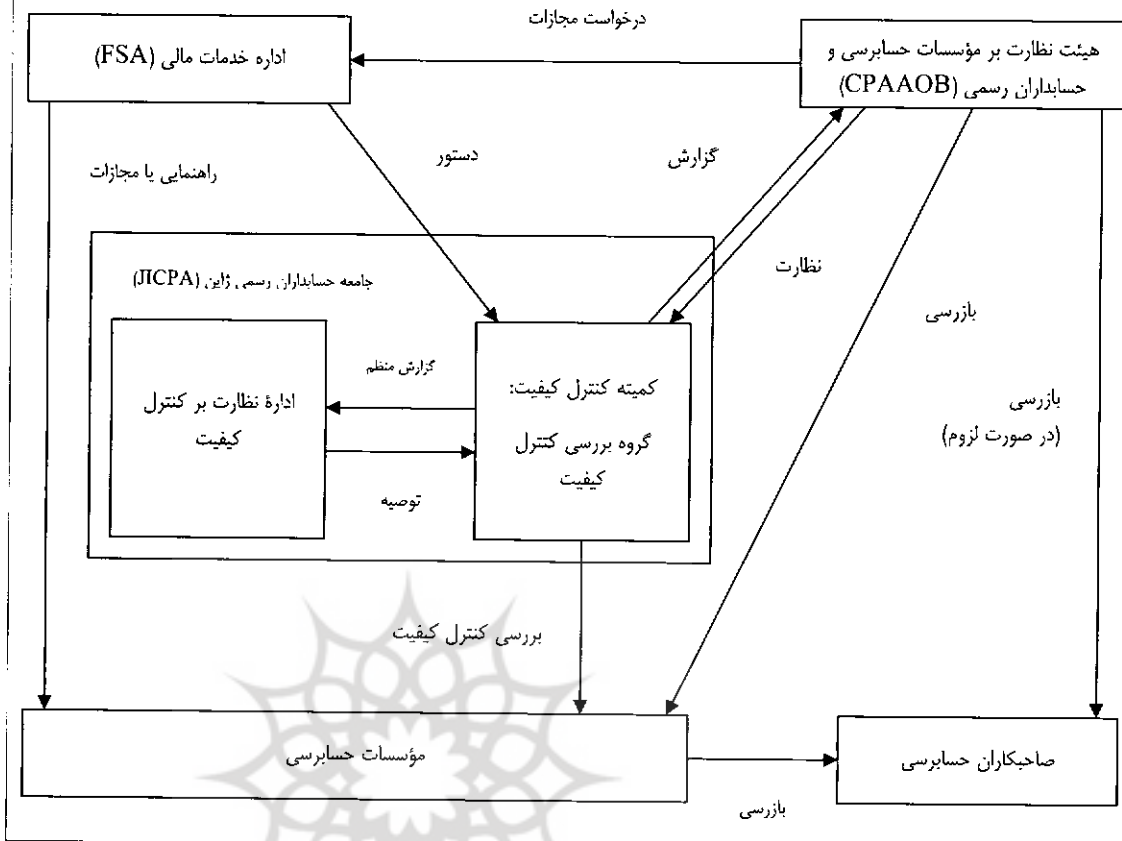 درخواست مجازات
هیئت نظارت بر مؤسسات حسابرسی و
حسابداران رسمی (CPAAOB)
اداره خدمات مالی (FSA)
گزارش
دستور
راهنمایی یا مجازات
نظارت
جامعه حسابداران رسمی ژاپن (JICPA)
بازرسی
گزارش منظم
کمیته کنترل کیفیت:
گروه بررسی کنترل
کیفیت
ادارۀ نظارت بر کنترل
کیفیت
بازرسی
(در صورت لزوم)
توصیه
بررسی کنترل کیفیت
مؤسسات حسابرسی
صاحبکاران حسابرسی
بازرسی